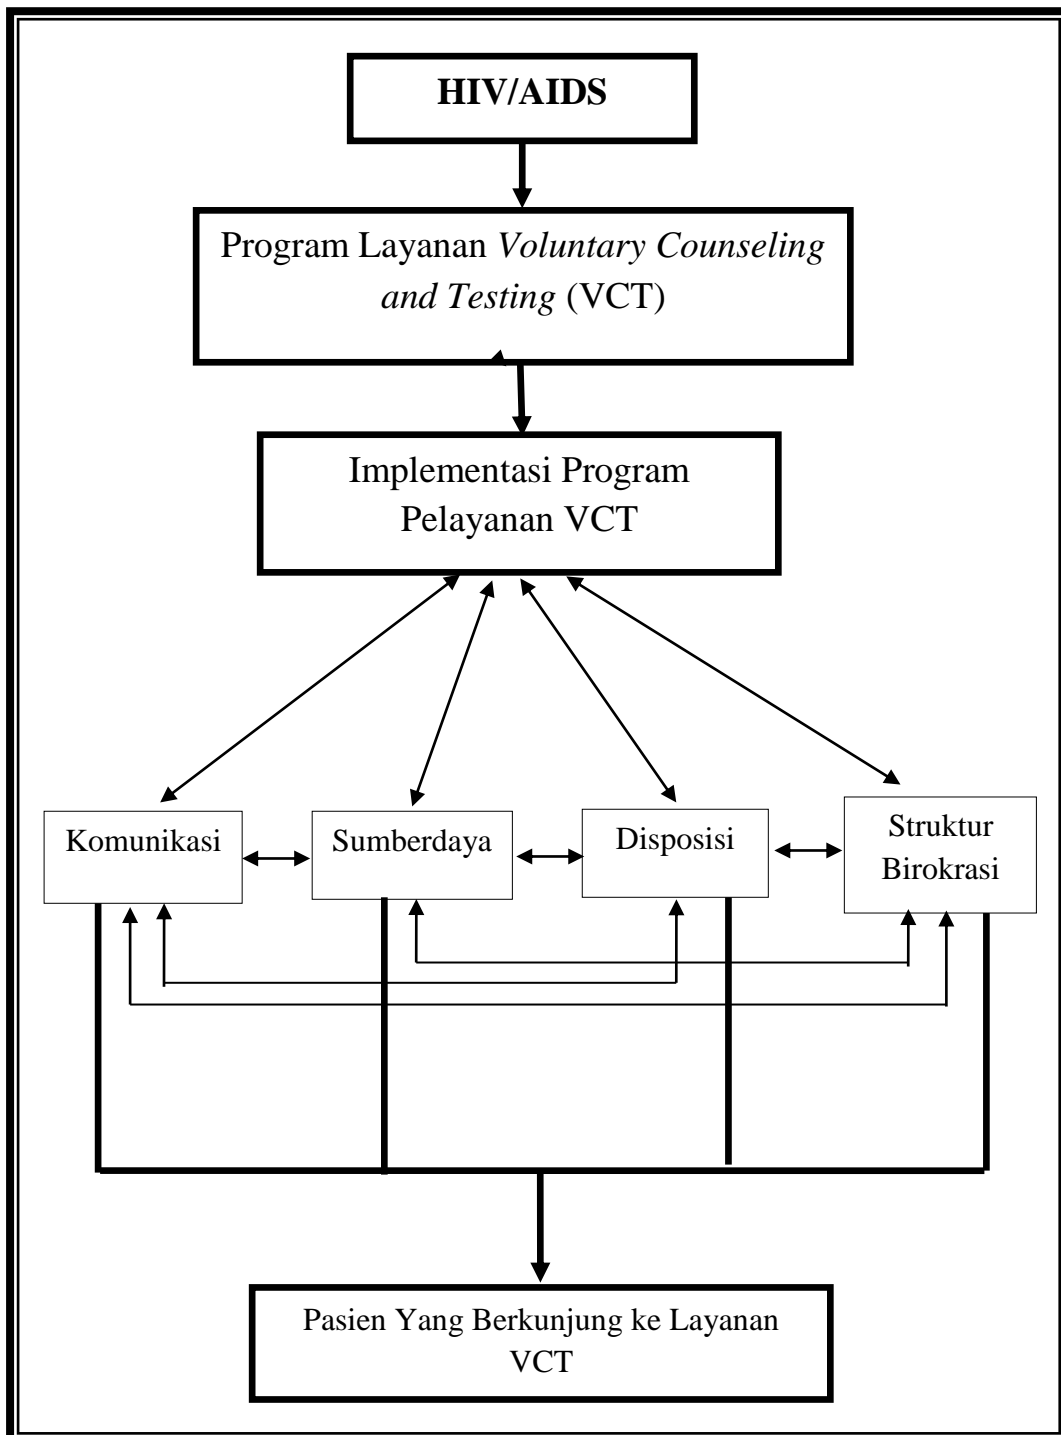 HIV/AIDS
Program Layanan Voluntary Counseling
and Testing (VCT)
Implementasi Program
Pelayanan VCT
Komunikasi
Sumberdaya
Disposisi
Struktur
Birokrasi
Pasien Yang Berkunjung ke Layanan
VCT